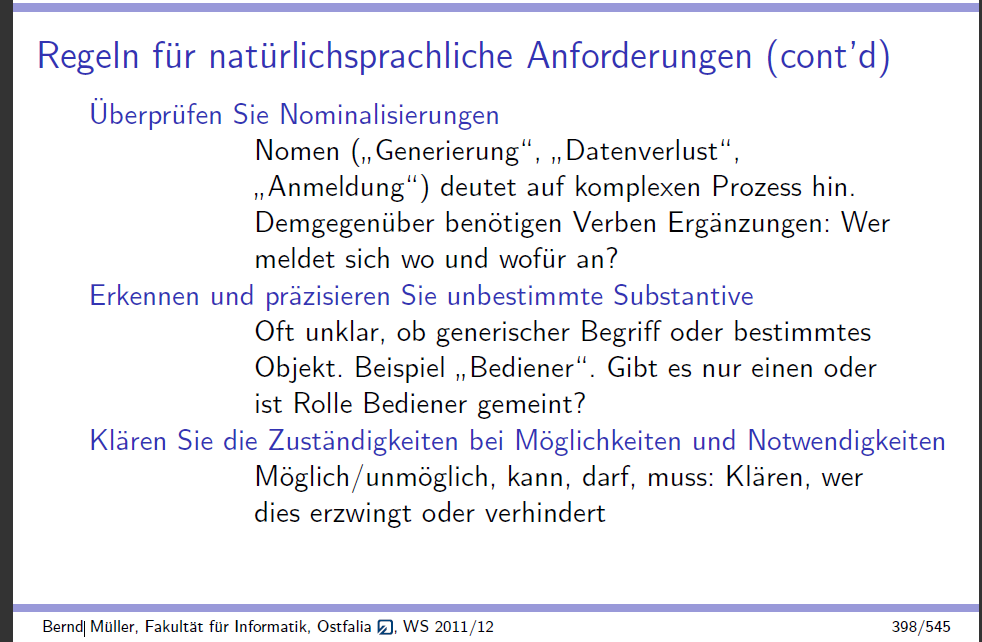 Regeln für natürlichsprachliche Anforderungen (cont'd)
Überprüfen Sie Nominalisierungen
Nomen („Generierung“, „Datenverlust“,
„Anmeldung“) deutet auf komplexen Prozess hin.
Demgegenüber benötigen Verben Ergänzungen: Wer
meldet sich wo und wofür an?
Erkennen und präzisieren Sie unbestimmte Substantive
Oft unklar, ob generischer Begriff oder bestimmtes
Objekt. Beispiel „Bediener“. Gibt es nur einen oder
ist Rolle Bediener gemeint?
Klären Sie die Zuständigkeiten bei Möglichkeiten und Notwendigkeiten
Möglich/unmöglich, kann, darf, muss: Klären, wer
dies erzwingt oder verhindert
Bernd Müller, Fakultät für Informatik, Ostfalia, WS 2011/12 398/545